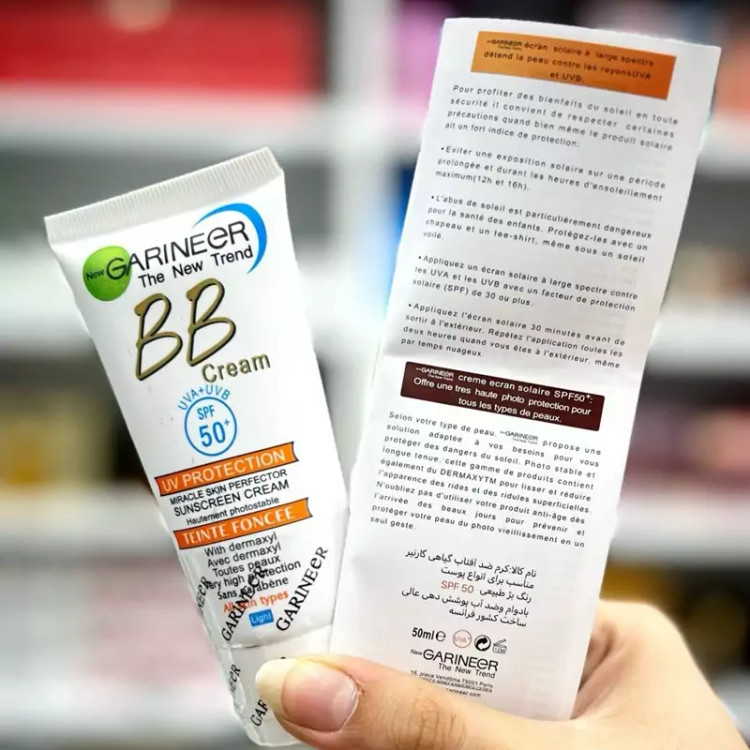 New GARINEER
The New Trend
BB
Cream
UVA+UVB
SPF
50+
UV PROTECTION
MIRACLE SKIN PERFECTOR
SUNSCREEN CREAM
Hautement photostable
TEINTE FONCEE
With dermaxyl
Avec dermaxyl
Toutes peaux
Very high protection
Sans parabène
All skin types
Light
GARINEER
GARINEER
GARINEER
GARINEER écran solaire à large spectre
détend la peau contre les rayonsUVA
et UVB.
Pour profiter des bienfaits du soleil en toute
sécurité il convient de respecter certaines
précautions quand bien même le produit solaire
ait un fort indice de protection:
•Eviter une exposition solaire sur une période
prolongée et durant les heures d'ensoleillement
maximum(12h et 16h).
•L'abus de soleil est particulièrement dangereux
pour la santé des enfants. Protégez-les avec un
chapeau et un tee-shirt, même sous un soleil
voilé.
•Appliquez un écran solaire à large spectre contre
les UVA et les UVB avec un facteur de protection
solaire (SPF) de 30 ou plus.
•Appliquez l'écran solaire 30 minutes avant de
sortir à l'extérieur. Répétez l'application toutes les
deux heures quand vous êtes à l'extérieur, même
par temps nuageux.
GARINEER creme ecran solaire SPF50+:
Offre une tres haute photo protection pour
tous les types de peaux.
Selon votre type de peau, GARINEER propose une
solution adaptée à vos besoins pour vous
protéger des dangers du soleil. Photo stable et
longue tenue, cette gamme de produits contient
également du DERMAXYTM pour lisser et réduire
l'apparence des rides et des ridules superficielles.
N'oubliez pas d'utiliser votre produit anti-âge dès
l'arrivée des beaux jours pour prévenir et
protéger votre peau du photo vieillissement en un
seul geste.
نام کالا:کرم ضد افتاب گیاهی گارنیر
مناسب برای انواع پوست
رنگ بژ طبیعی SPF 50
بادوام وضد آب پوشش دهی عالی
ساخت کشور فرانسه
50ml e UVA
New GARINEER
The New Trend
16, place Vendôme 75001 Paris